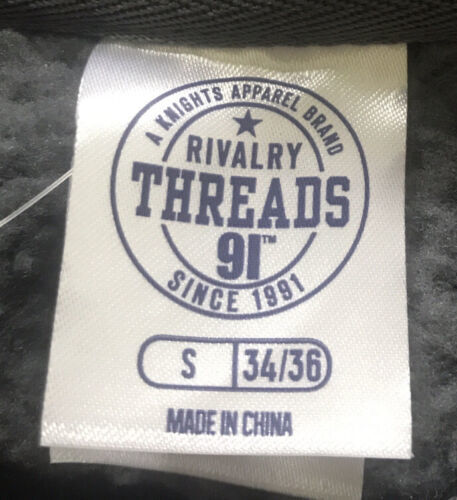 A KNIGHTS APPAREL BRAND
RIVALRY
THREADS
91™
SINCE 1991
S 34/36
MADE IN CHINA